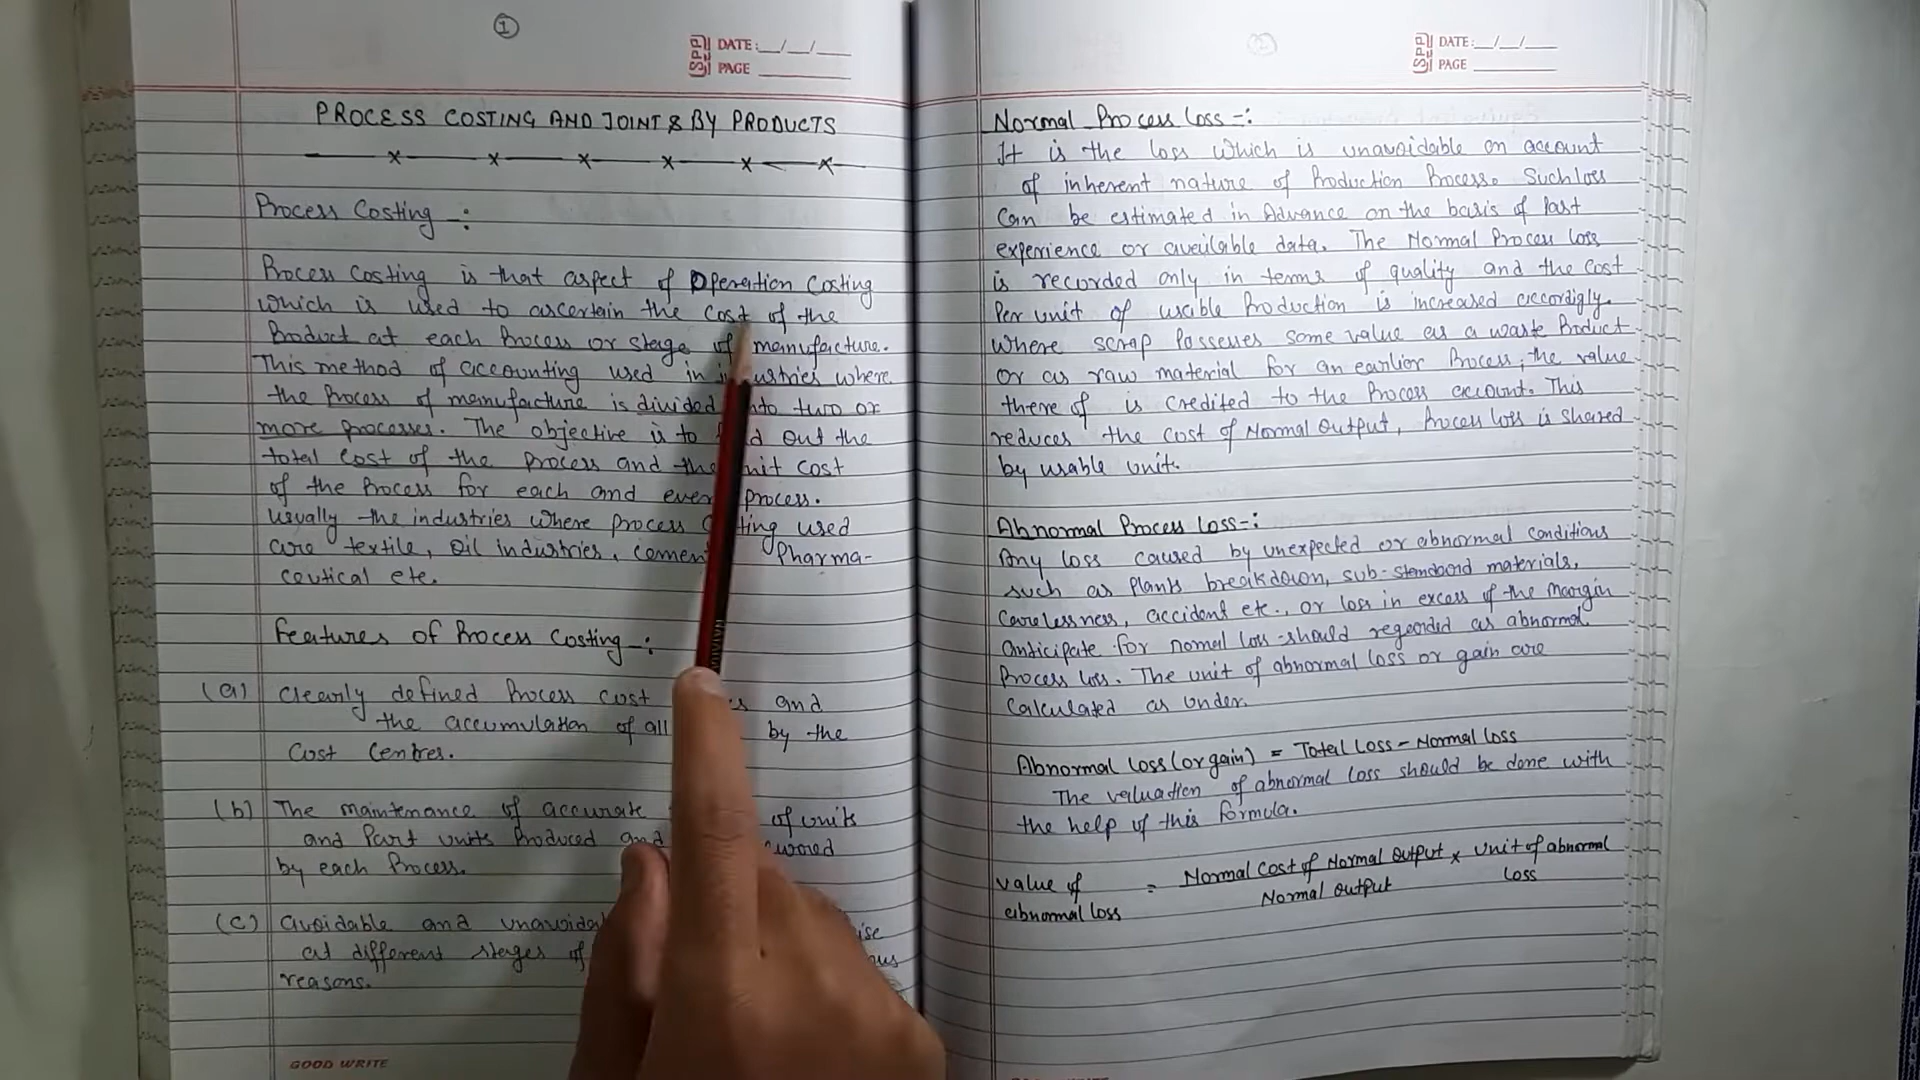 1
SPP DATE:__/__/___
PAGE
PROCESS COSTING AND JOINT & BY PRODUCTS
Process Costing -:
Process Costing is that aspect of Operation Costing
which is used to ascertain the cost of the
Product at each Process or stage of manufacture.
This method of accounting used in industries where
the Process of manufacture is divided into two or
more processes. The objective is to find out the
total cost of the process and the unit cost
of the Process for each and every process.
usually the industries where process costing used
are textile, oil industries, cement Pharma-
ceutical etc.
Features of Process Costing -:
(a) Clearly defined Process cost and
the accumulation of all by the
Cost Centres.
(b) The maintenance of accurate of units
and Part units Produced and
by each Process.
(c) avoidable and
at different stages of
reasons.
GOOD WRITE
SPP DATE:__/__/___
PAGE
Normal Process Loss -:
It is the loss which is unavoidable on account
of inherent nature of Production Process. Such loss
Can be estimated in Advance on the basis of Past
experience or available data. The Normal Process loss
is recorded only in terms of quality and the cost
Per unit of usable Production is increased accordigly.
Where scrap Possesses some value as a waste Product
or as raw material for an earlier Process, the value
there of is credited to the Process account. This
reduces the cost of Normal Output, Process loss is shared
by usable unit.
Abnormal Process Loss -:
Any loss caused by unexpected or abnormal conditions
such as Plants breakdown, sub-standard materials,
Carelessness, accident etc., or loss in excess of the margin
anticipate for normal loss should regarded as abnormal
Process loss. The unit of abnormal loss or gain are
Calculated as under.
Abnormal Loss (or gain) = Total Loss - Normal Loss
The valuation of abnormal loss should be done with
the help of this formula.
Value of abnormal loss = Normal Cost of Normal Output × Unit of abnormal
Normal Output Loss